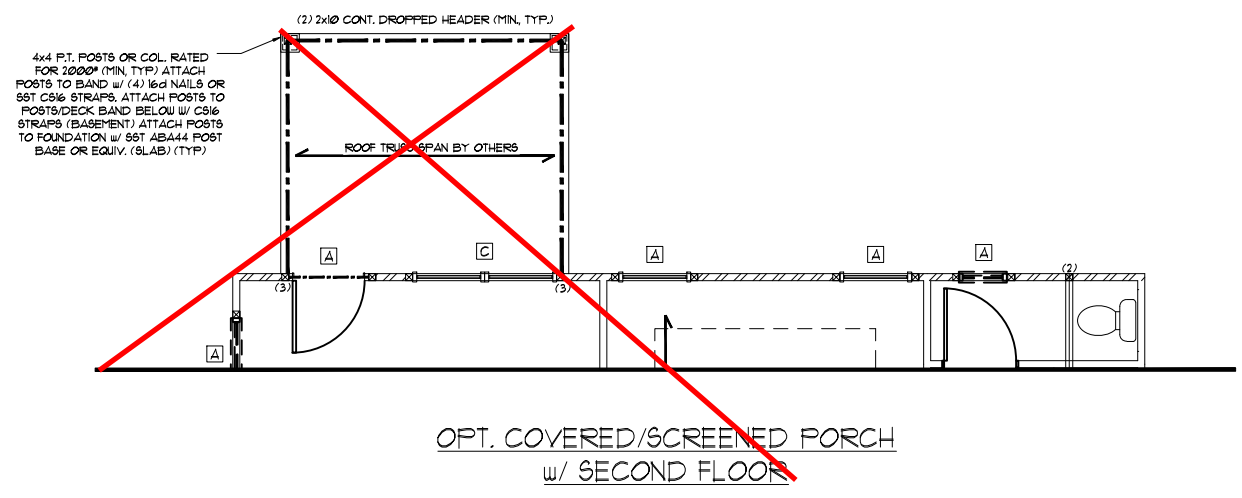 (2) 2x10 CONT. DROPPED HEADER (MIN., TYP.)
4x4 P.T. POSTS OR COL. RATED
FOR 2000# (MIN, TYP) ATTACH
POSTS TO BAND w/ (4) 16d NAILS OR
SST CS16 STRAPS. ATTACH POSTS TO
POSTS/DECK BAND BELOW W/ CS16
STRAPS (BASEMENT) ATTACH POSTS
TO FOUNDATION w/ SST ABA44 POST
BASE OR EQUIV. (SLAB) (TYP)
ROOF TRUSS SPAN BY OTHERS
A
C
A
A
A
(3)
(3)
(2)
A
OPT. COVERED/SCREENED PORCH
w/ SECOND FLOOR